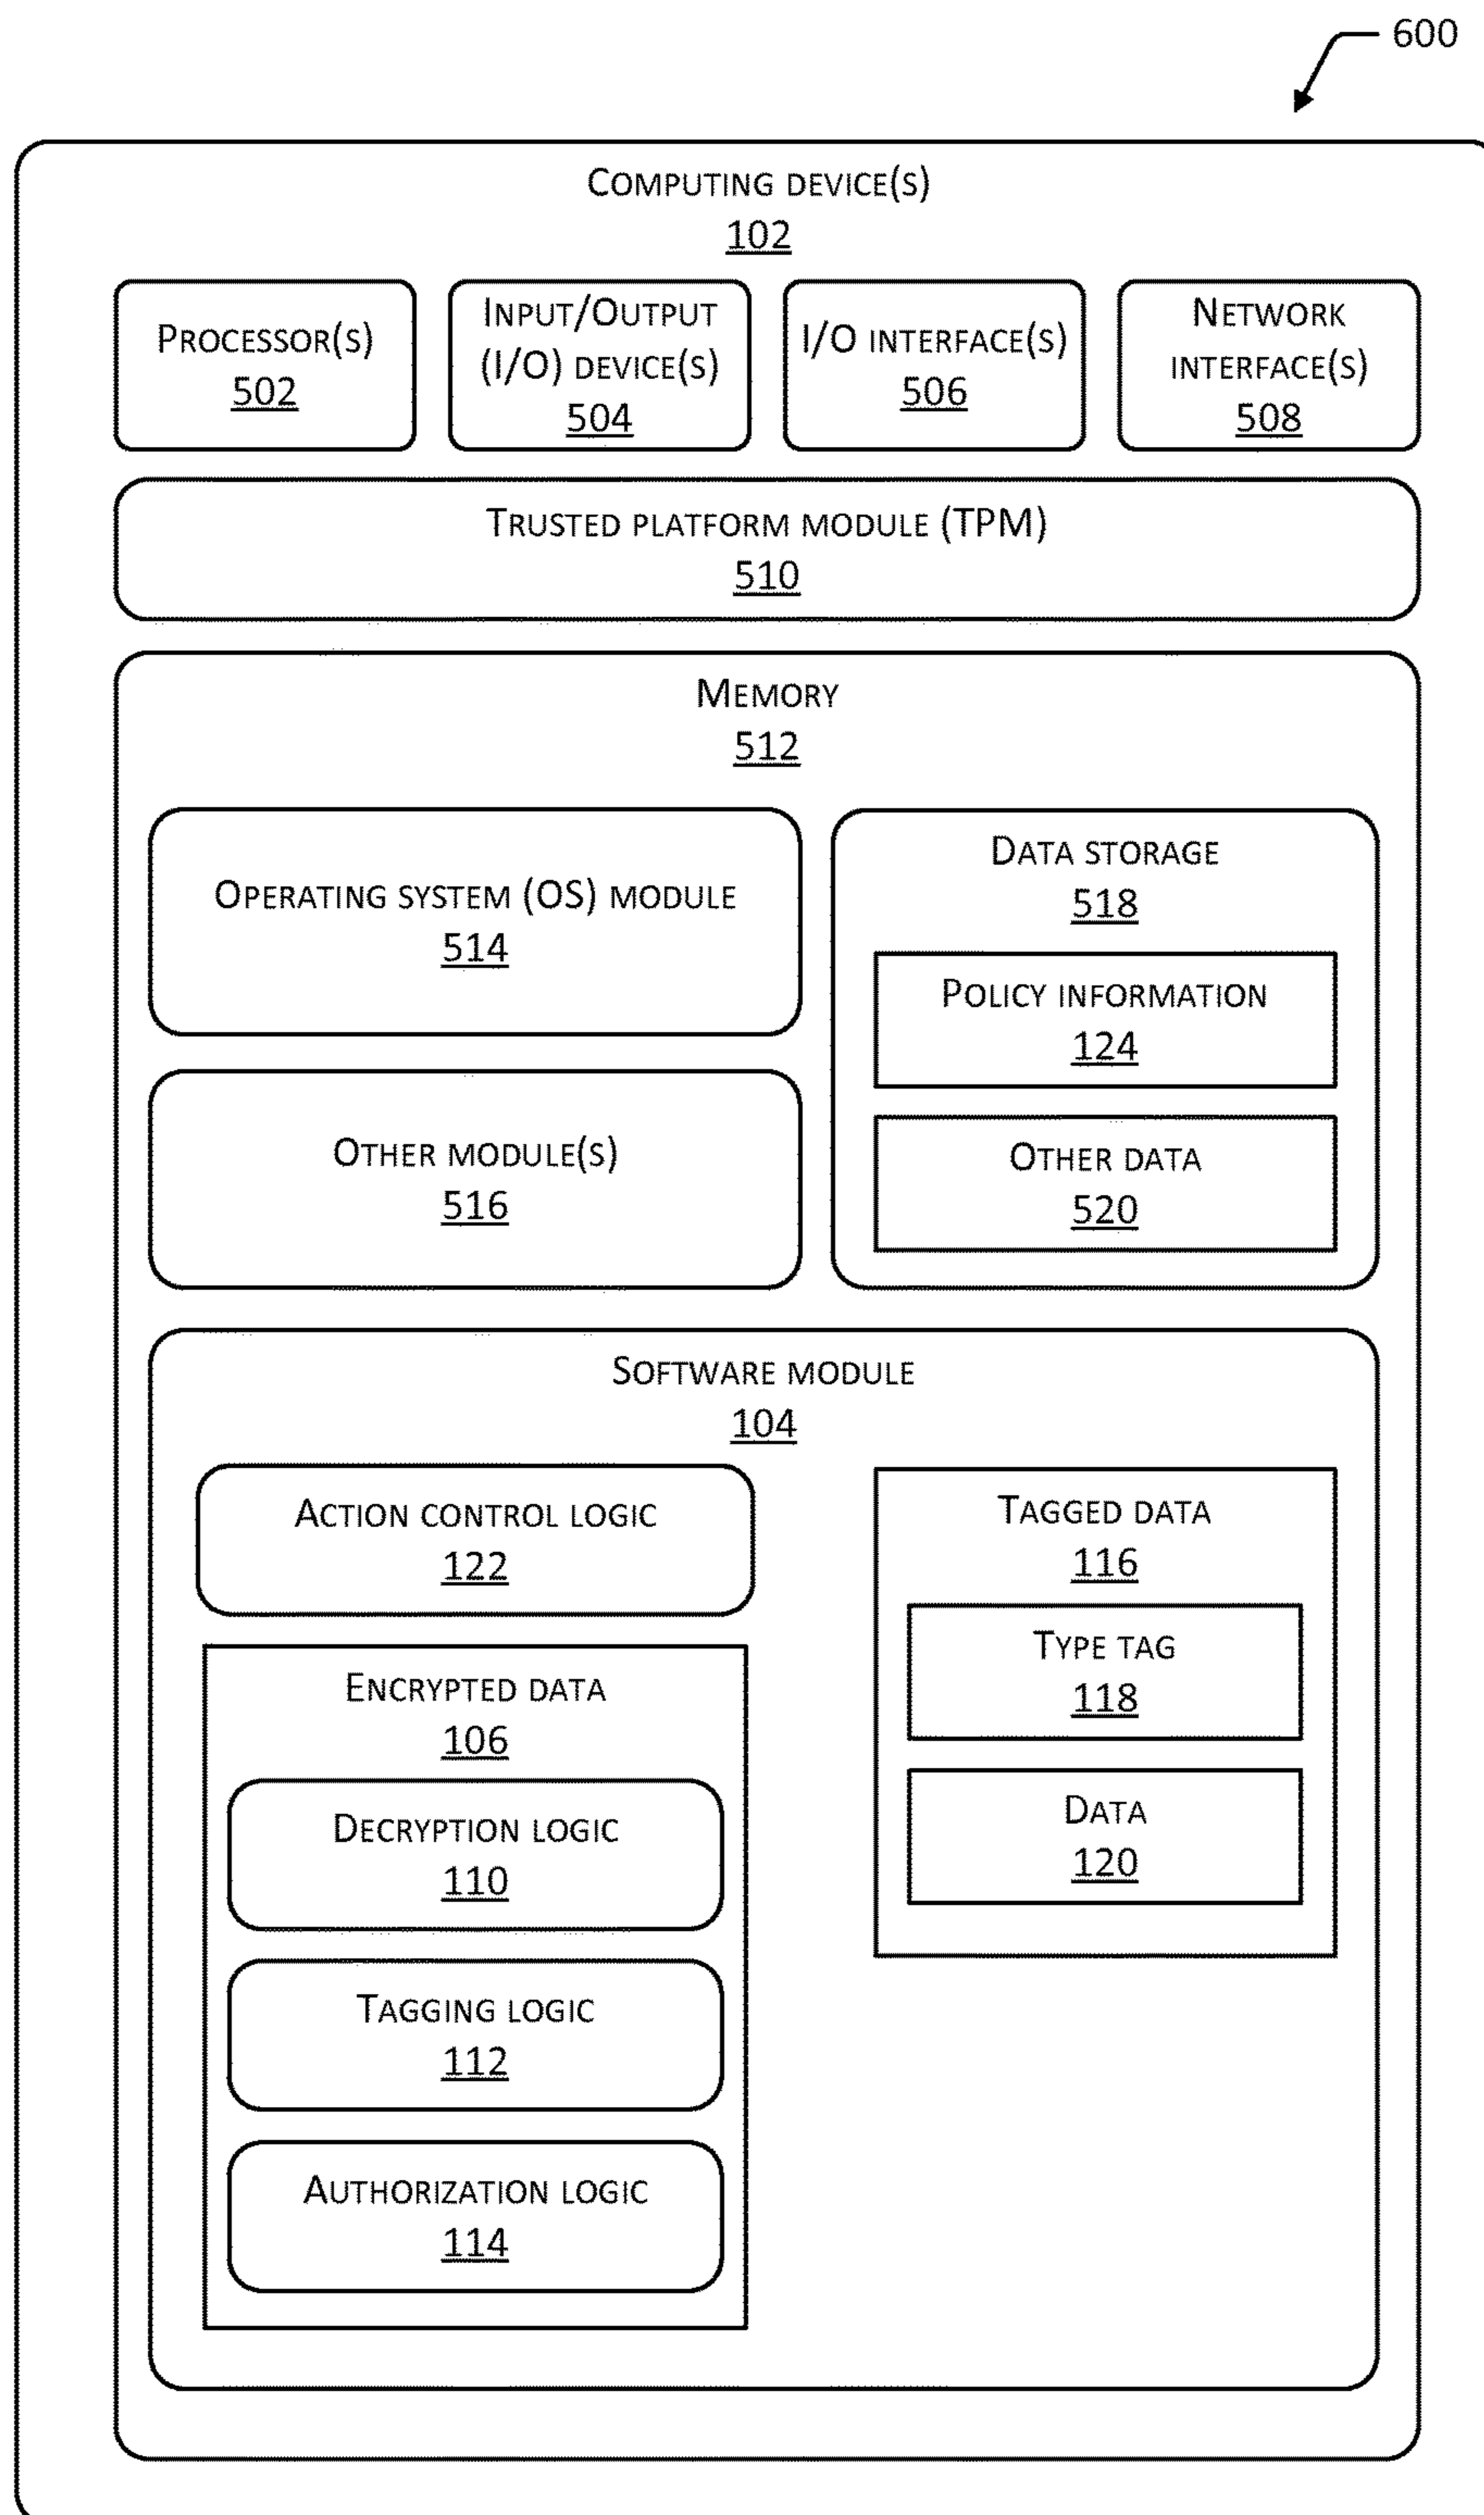 600
Computing device(s)
102
Processor(s)
502
Input/Output
(I/O) device(s)
504
I/O interface(s)
506
Network
interface(s)
508
Trusted platform module (TPM)
510
Memory
512
Operating system (OS) module
514
Other module(s)
516
Data storage
518
Policy information
124
Other data
520
Software module
104
Action control logic
122
Encrypted data
106
Decryption logic
110
Tagging logic
112
Authorization logic
114
Tagged data
116
Type tag
118
Data
120